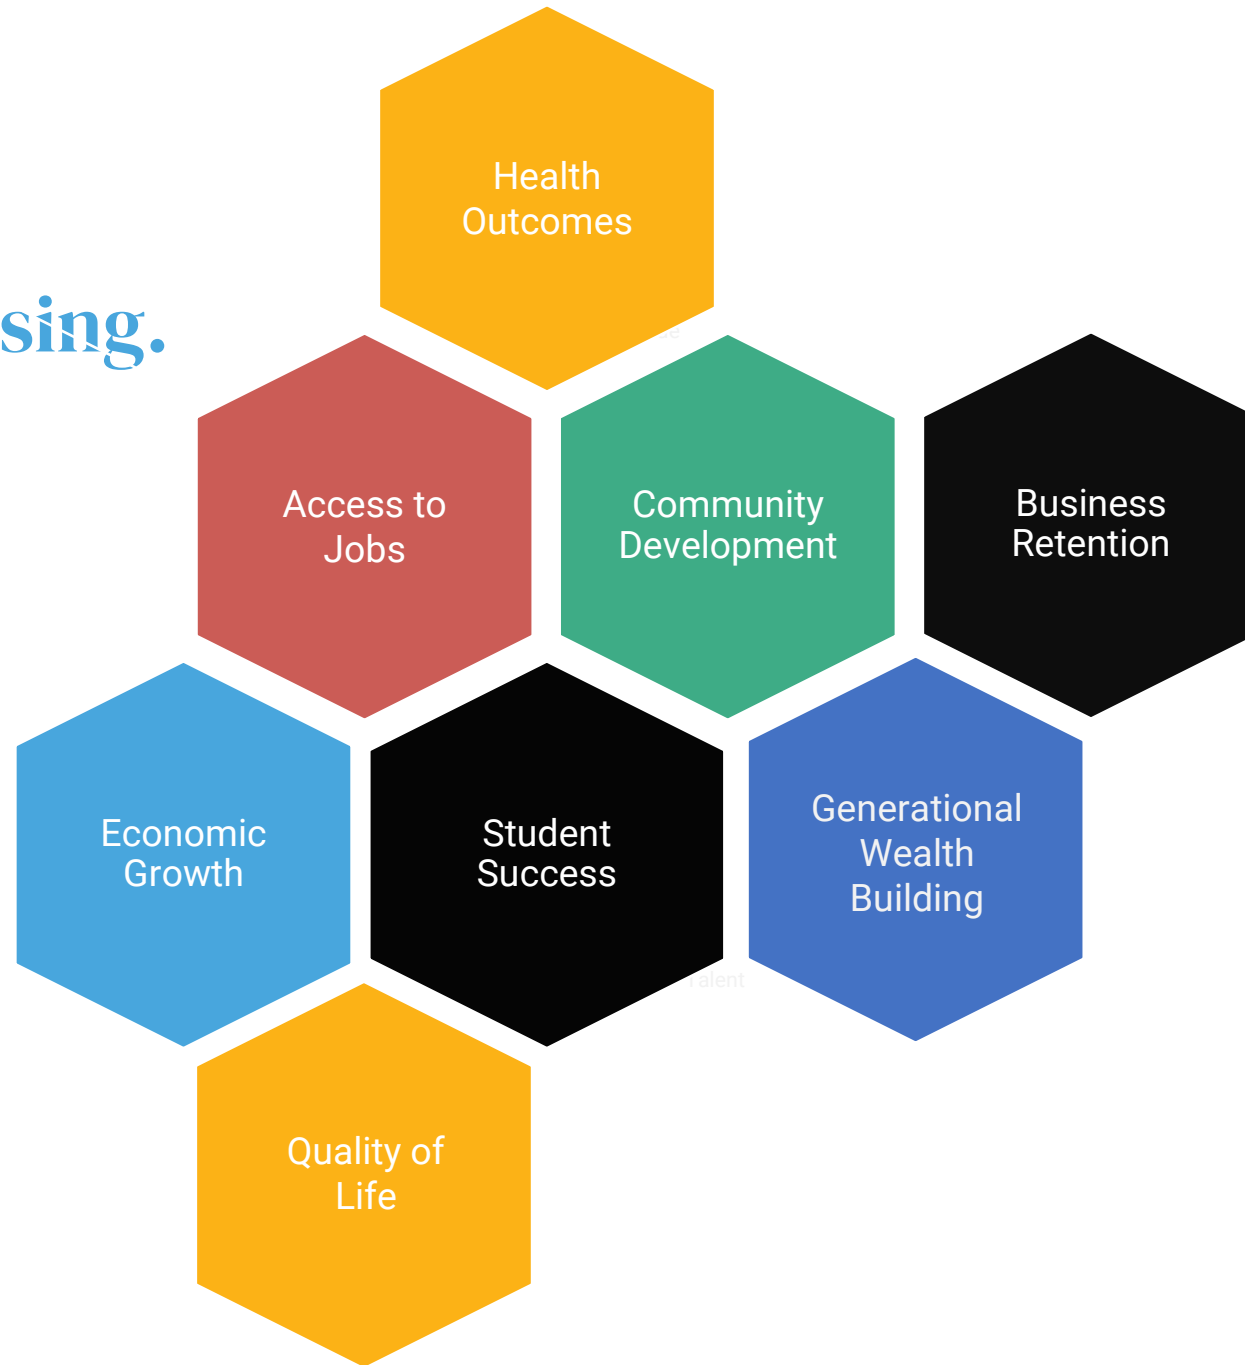 Health
Outcomes
sing.
Access to
Jobs
Community
Development
Business
Retention
Economic
Growth
Student
Success
Generational
Wealth
Building
Quality of
Life